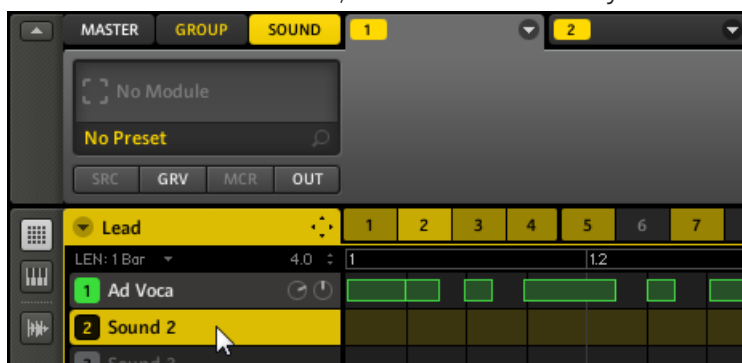 MASTER GROUP SOUND 1 2
No Module
No Preset
SRC GRV MCR OUT
Lead 1 2 3 4 5 6 7
LEN: 1 Bar 4.0 1 1.2
1 Ad Voca
2 Sound 2